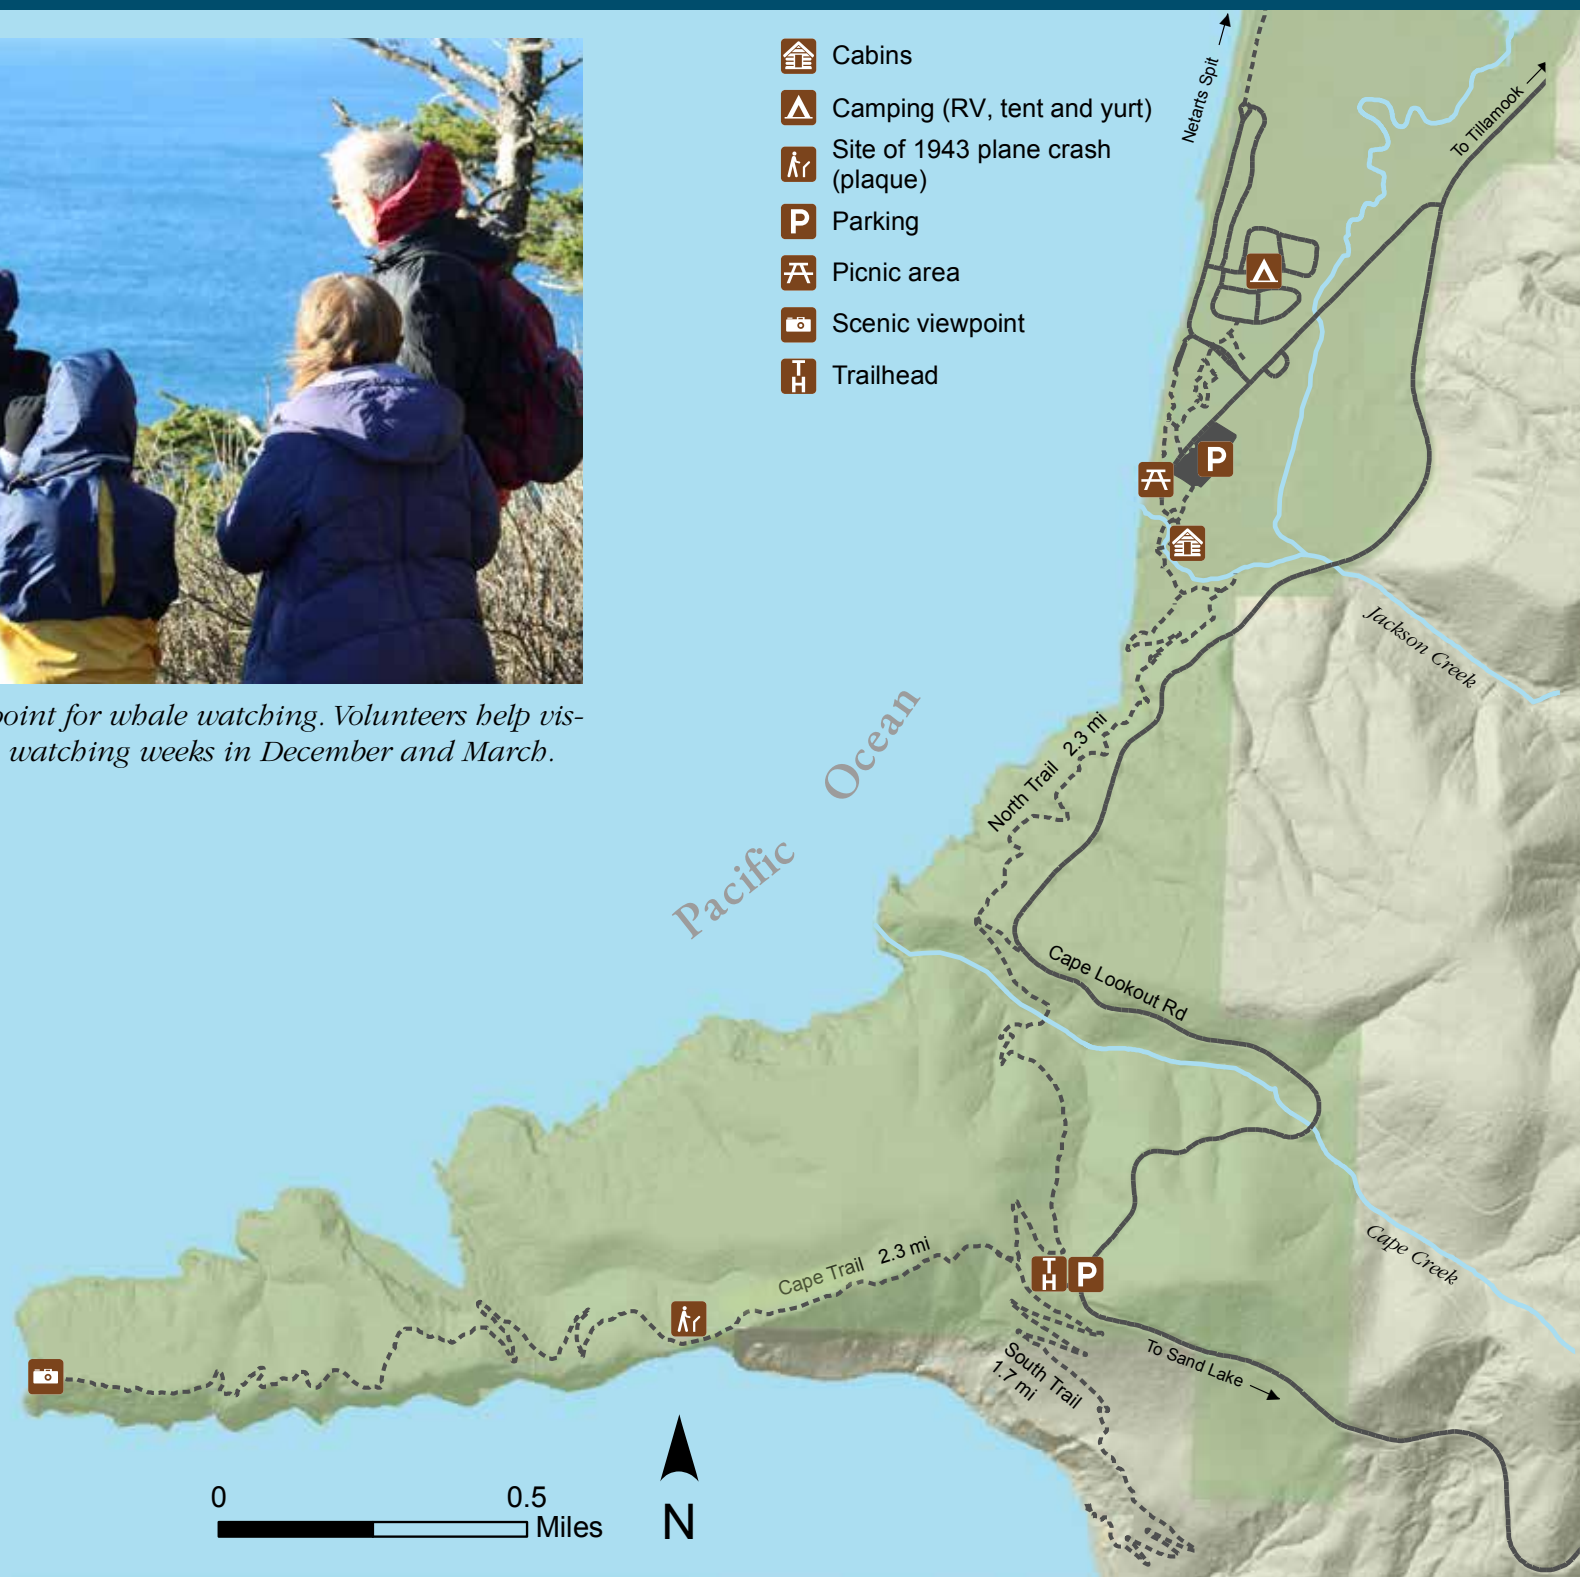 Cabins
Camping (RV, tent and yurt)
Site of 1943 plane crash
(plaque)
P Parking
Picnic area
Scenic viewpoint
TH Trailhead
point for whale watching. Volunteers help vis-
watching weeks in December and March.
Netarts Spit
To Tillamook
P
Jackson Creek
Pacific Ocean
North Trail 2.3 mi
Cape Lookout Rd
Cape Creek
Cape Trail 2.3 mi
TH P
To Sand Lake
South Trail
1.7 mi
0 0.5
Miles
N